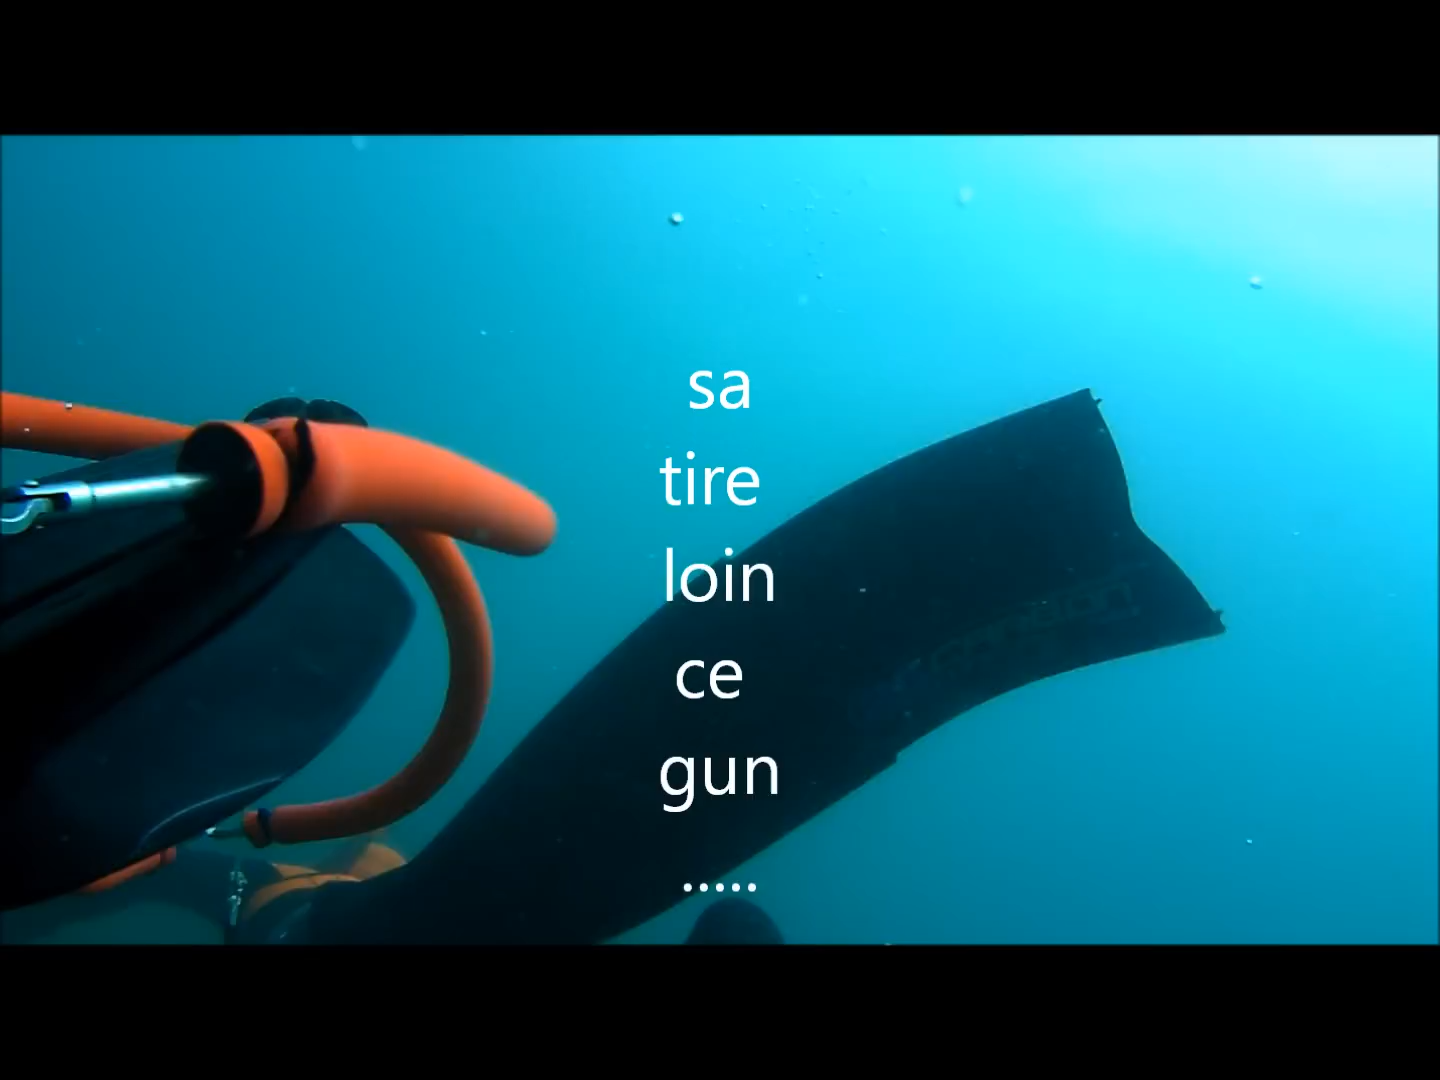 sa
tire
loin
ce
gun
.....